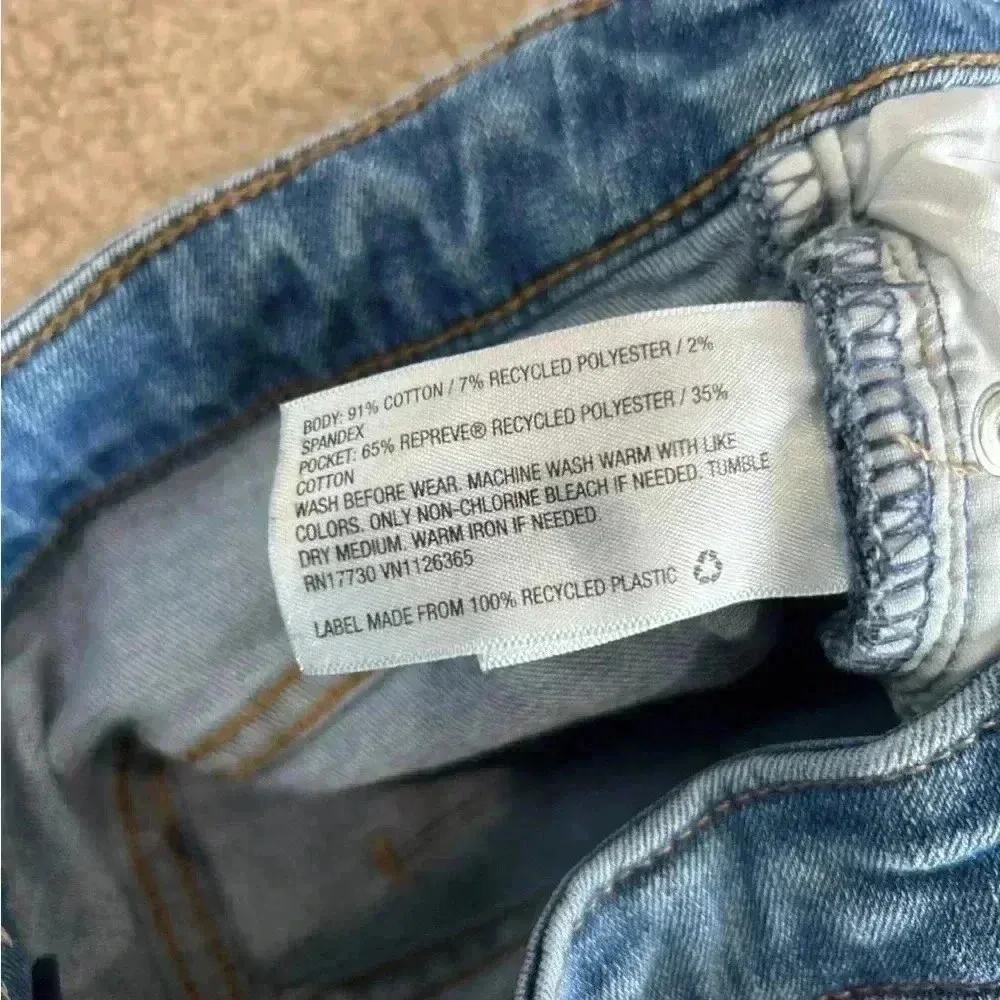 BODY: 91% COTTON / 7% RECYCLED POLYESTER / 2%
SPANDEX
POCKET: 65% REPREVE® RECYCLED POLYESTER / 35%
COTTON
WASH BEFORE WEAR. MACHINE WASH WARM WITH LIKE
COLORS. ONLY NON-CHLORINE BLEACH IF NEEDED. TUMBLE
DRY MEDIUM. WARM IRON IF NEEDED.
RN17730 VN1126365
LABEL MADE FROM 100% RECYCLED PLASTIC